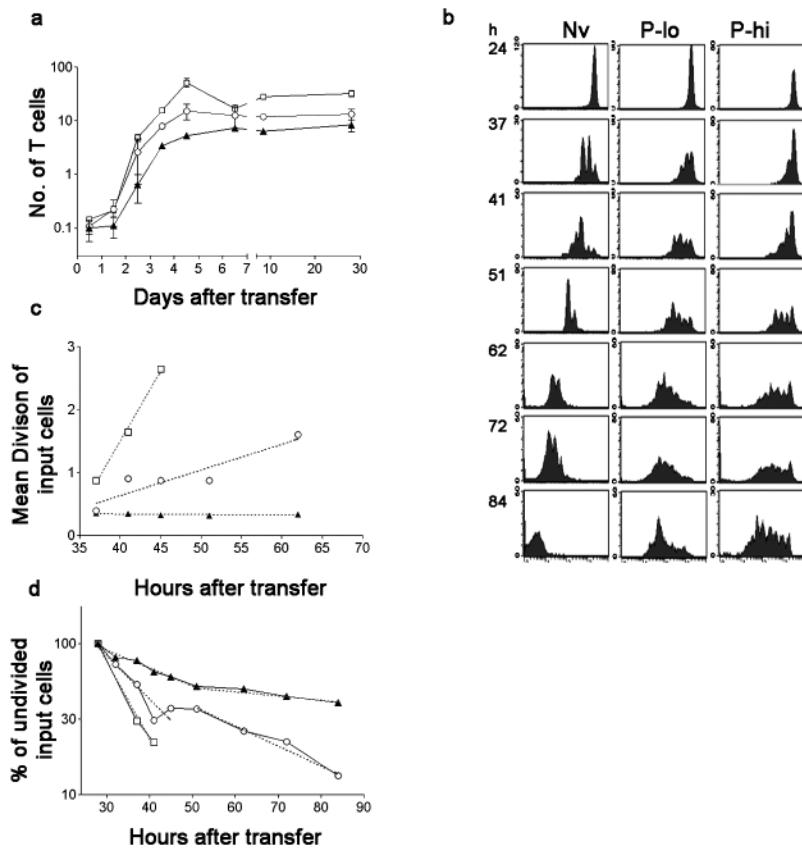 a
100
10
1
0.1
No. of T cells
0 1 2 3 4 5 6 7 10 20 30
Days after transfer
b
h Nv P-lo P-hi
24
37
41
51
62
72
84
c
3
2
1
0
Mean Divison of
input cells
35 40 45 50 55 60 65 70
Hours after transfer
d
100
30
10
% of undivided
input cells
30 40 50 60 70 80 90
Hours after transfer